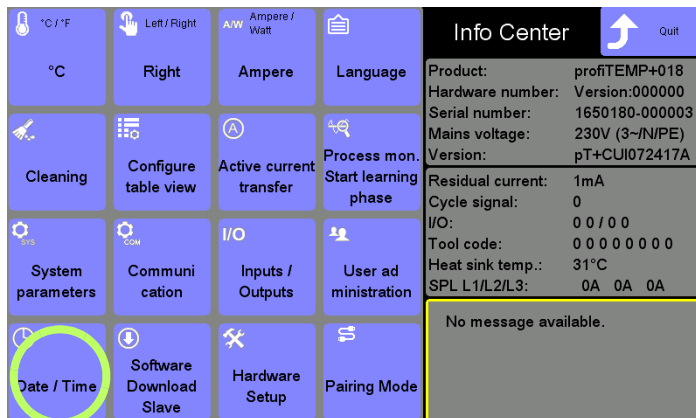 °C / °F
°C
Left / Right
Right
A/W Ampere /
Watt
Ampere
Language
Cleaning
Configure
table view
A
Active current
transfer
Process mon.
Start learning
phase
SYS
System
parameters
COM
Communi
cation
I/O
Inputs /
Outputs
User ad
ministration
Date / Time
Software
Download
Slave
Hardware
Setup
Pairing Mode
Info Center
Quit
Product: profiTEMP+018
Hardware number: Version:000000
Serial number: 1650180-000003
Mains voltage: 230V (3~/N/PE)
Version: pT+CUI072417A
Residual current: 1mA
Cycle signal: 0
I/O: 0 0 / 0 0
Tool code: 0 0 0 0 0 0 0 0
Heat sink temp.: 31°C
SPL L1/L2/L3: 0A 0A 0A
No message available.